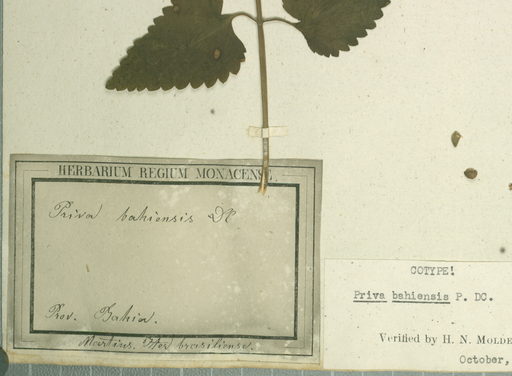 HERBARIUM REGIUM MONACENSE.
Priva bahiensis DC
Prov. Bahia.
Martius. Iter brasiliense.
COTYPE!
Priva bahiensis P. DC.
Verified by H. N. MOLDE
October,